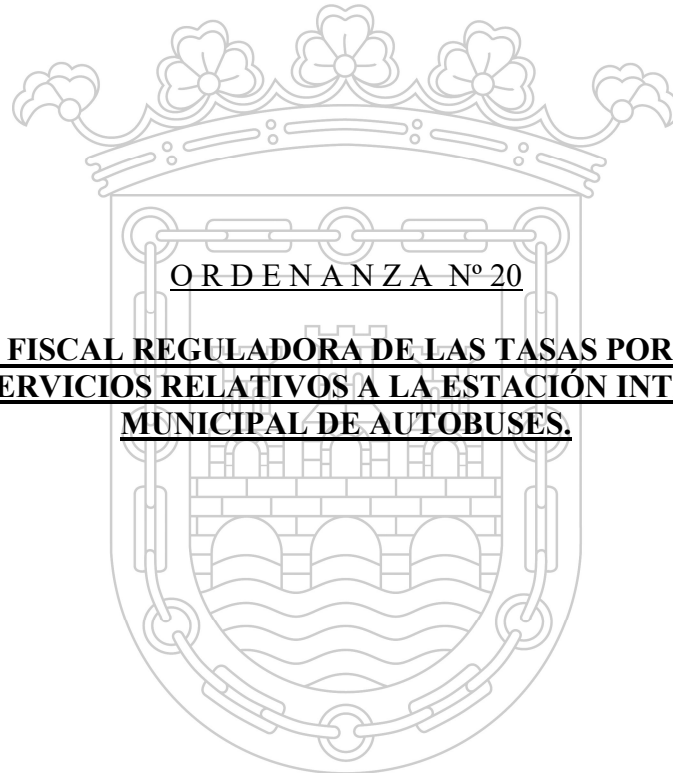 O R D E N A N Z A Nº 20
FISCAL REGULADORA DE LAS TASAS POR
ERVICIOS RELATIVOS A LA ESTACIÓN INT
MUNICIPAL DE AUTOBUSES.